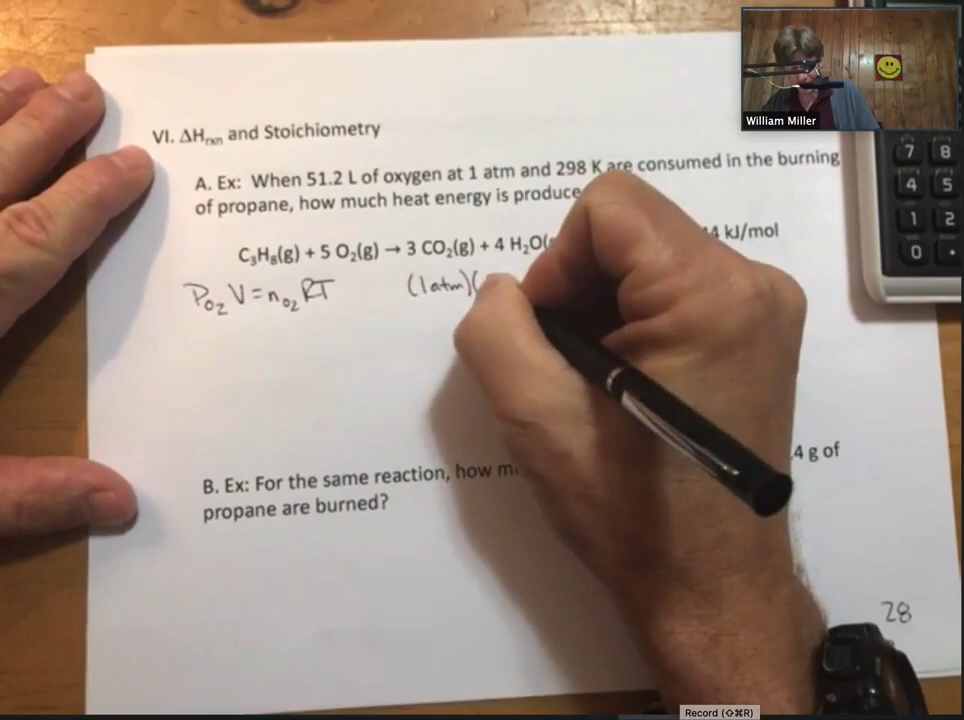 William Miller
VI. ΔHrxn and Stoichiometry
A. Ex: When 51.2 L of oxygen at 1 atm and 298 K are consumed in the burning
of propane, how much heat energy is
C₃H₈(g) + 5 O₂(g) → 3 CO₂(g) + 4 H₂O( kJ/mol
P_O₂ V = n_O₂ RT (1atm)(
B. Ex: For the same reaction, how 4 g of
propane are burned?
28
7 8
4 5
1 2
0 .
Record (⇧⌘R)